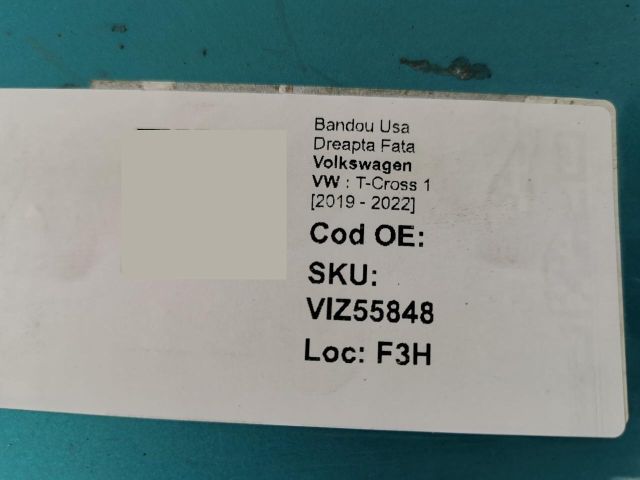 Bandou Usa
Dreapta Fata
Volkswagen
VW : T-Cross 1
[2019 - 2022]
Cod OE:
SKU:
VIZ55848
Loc: F3H